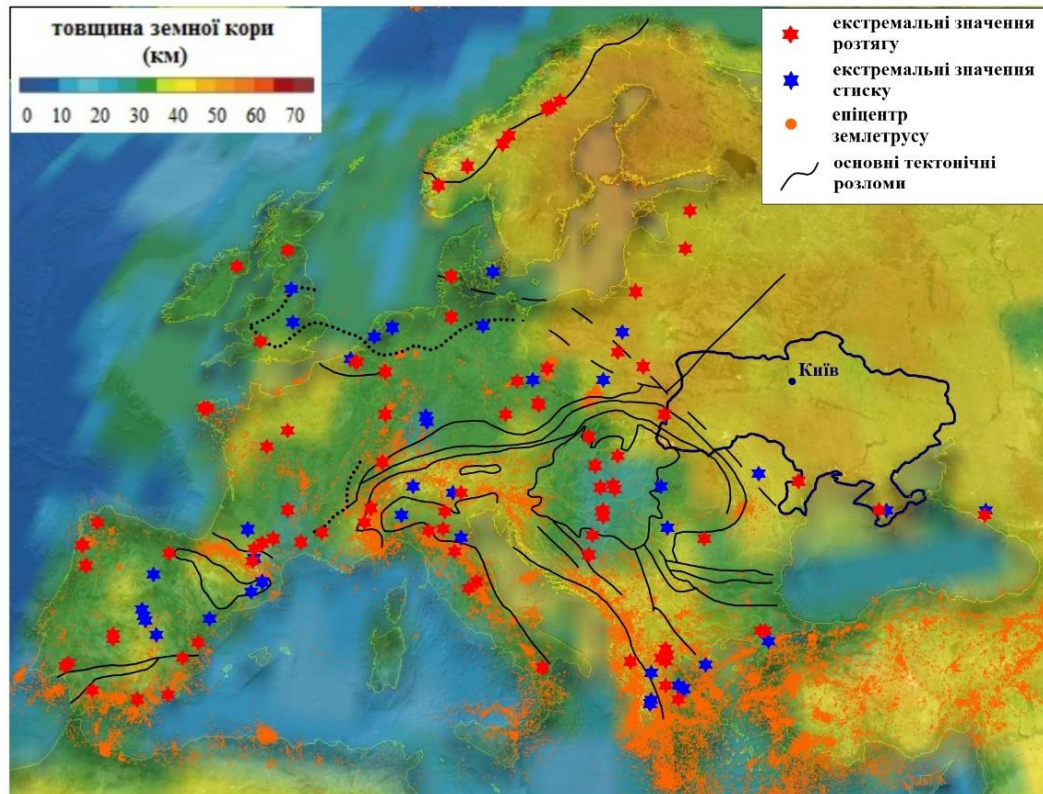 товщина земної кори
(км)
0 10 20 30 40 50 60 70
екстремальні значення
розтягу
екстремальні значення
стиску
епіцентр
землетрусу
основні тектонічні
розломи
Київ